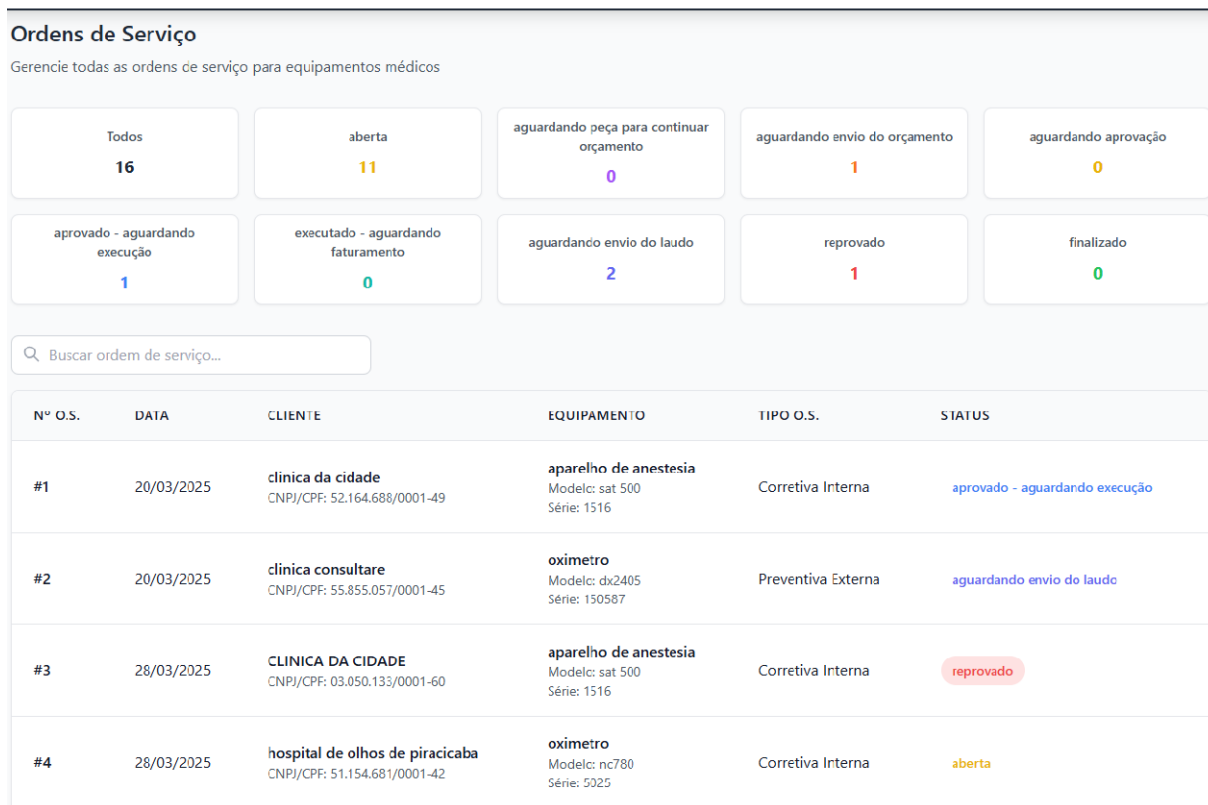 Ordens de Serviço
Gerencie todas as ordens de serviço para equipamentos médicos
Todos
16
aberta
11
aguardando peça para continuar
orçamento
0
aguardando envio do orçamento
1
aguardando aprovação
0
aprovado - aguardando
execução
1
executado - aguardando
faturamento
0
aguardando envio do laudo
2
reprovado
1
finalizado
0
Buscar ordem de serviço...
Nº O.S. DATA CLIENTE EQUIPAMENTO TIPO O.S. STATUS
#1 20/03/2025 clinica da cidade
CNPJ/CPF: 52.164.688/0001-49
aparelho de anestesia
Modelo: sat 500
Série: 1516
Corretiva Interna
aprovado - aguardando execução
#2 20/03/2025 clinica consultare
CNPJ/CPF: 55.855.057/0001-45
oximetro
Modelo: dx2405
Série: 150587
Preventiva Externa
aguardando envio do laudo
#3 28/03/2025 CLINICA DA CIDADE
CNPJ/CPF: 03.050.133/0001-60
aparelho de anestesia
Modelo: sat 500
Série: 1516
Corretiva Interna
reprovado
#4 28/03/2025 hospital de olhos de piracicaba
CNPJ/CPF: 51.154.681/0001-42
oximetro
Modelo: nc780
Série: 5025
Corretiva Interna
aberta